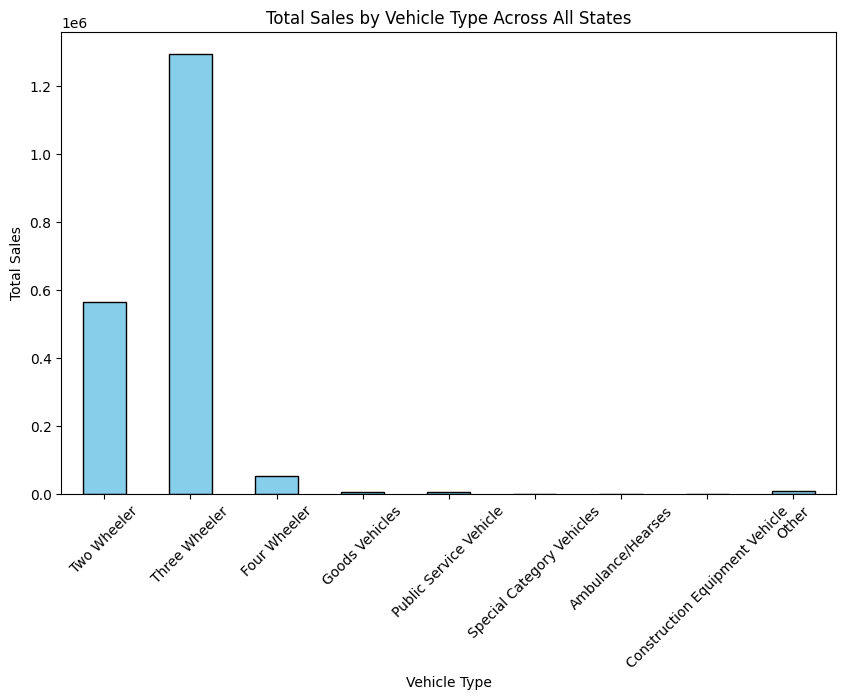 Total Sales by Vehicle Type Across All States
1e6
1.2
1.0
0.8
0.6
0.4
0.2
0.0
Total Sales
Two Wheeler
Three Wheeler
Four Wheeler
Goods Vehicles
Public Service Vehicle
Special Category Vehicles
Ambulance/Hearses
Construction Equipment Vehicle
Other
Vehicle Type